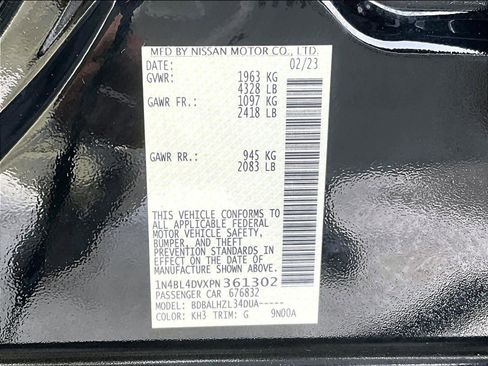 MFD BY NISSAN MOTOR CO., LTD.
DATE: 02/23
GVWR: 1963 KG
4328 LB
GAWR FR.: 1097 KG
2418 LB
GAWR RR.: 945 KG
2083 LB
THIS VEHICLE CONFORMS TO
ALL APPLICABLE FEDERAL
MOTOR VEHICLE SAFETY,
BUMPER, AND THEFT
PREVENTION STANDARDS IN
EFFECT ON THE DATE OF
MANUFACTURE SHOWN ABOVE.
1N4BL4DVXPN361302
PASSENGER CAR 676832
MODEL: BDBALHZL34DUA-----
COLOR: KH3 TRIM: G 9N00A